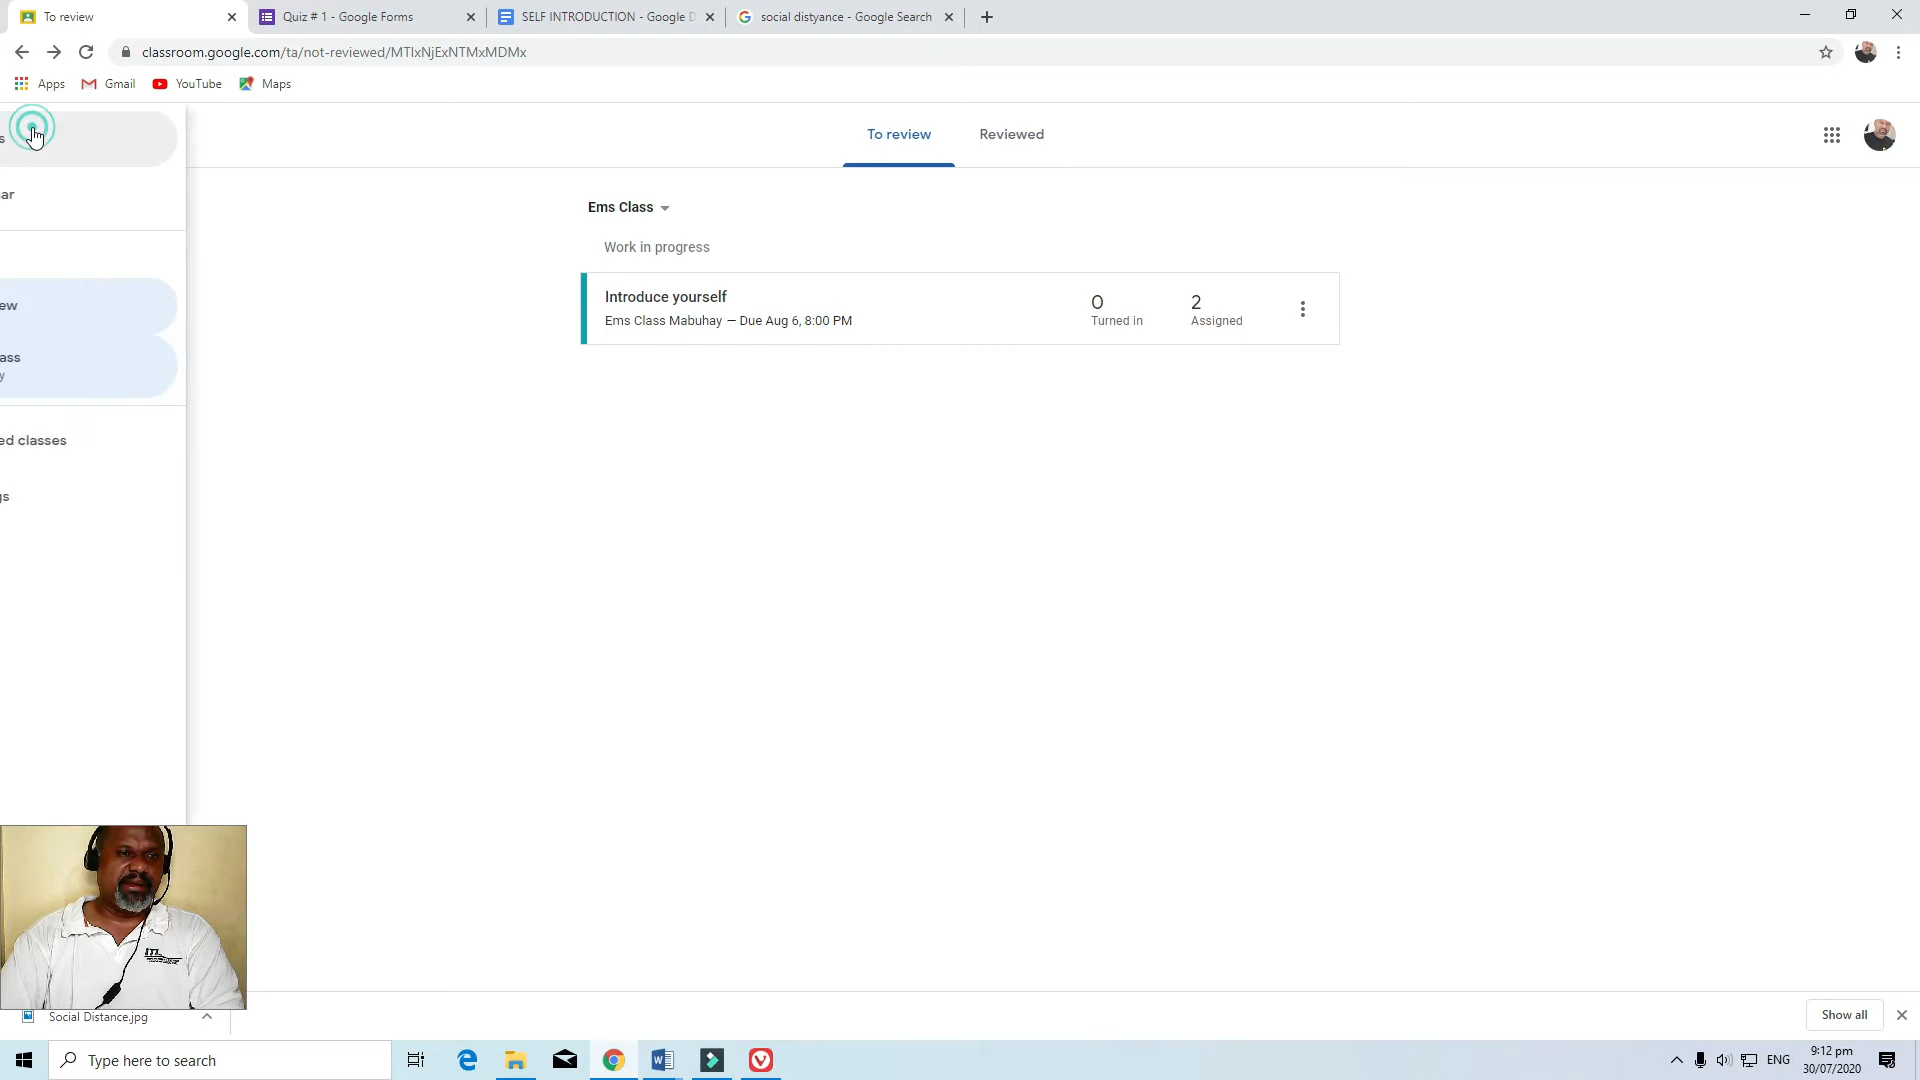 To review
Quiz # 1 - Google Forms
SELF INTRODUCTION - Google D
social distyance - Google Search
classroom.google.com/ta/not-reviewed/MTIxNjExNTMxMDMx
Apps
Gmail
YouTube
Maps
s
ar
ew
ass
y
ed classes
gs
To review
Reviewed
Ems Class
Work in progress
Introduce yourself
Ems Class Mabuhay — Due Aug 6, 8:00 PM
0
Turned in
2
Assigned
Social Distance.jpg
Show all
Type here to search
ENG
9:12 pm
30/07/2020